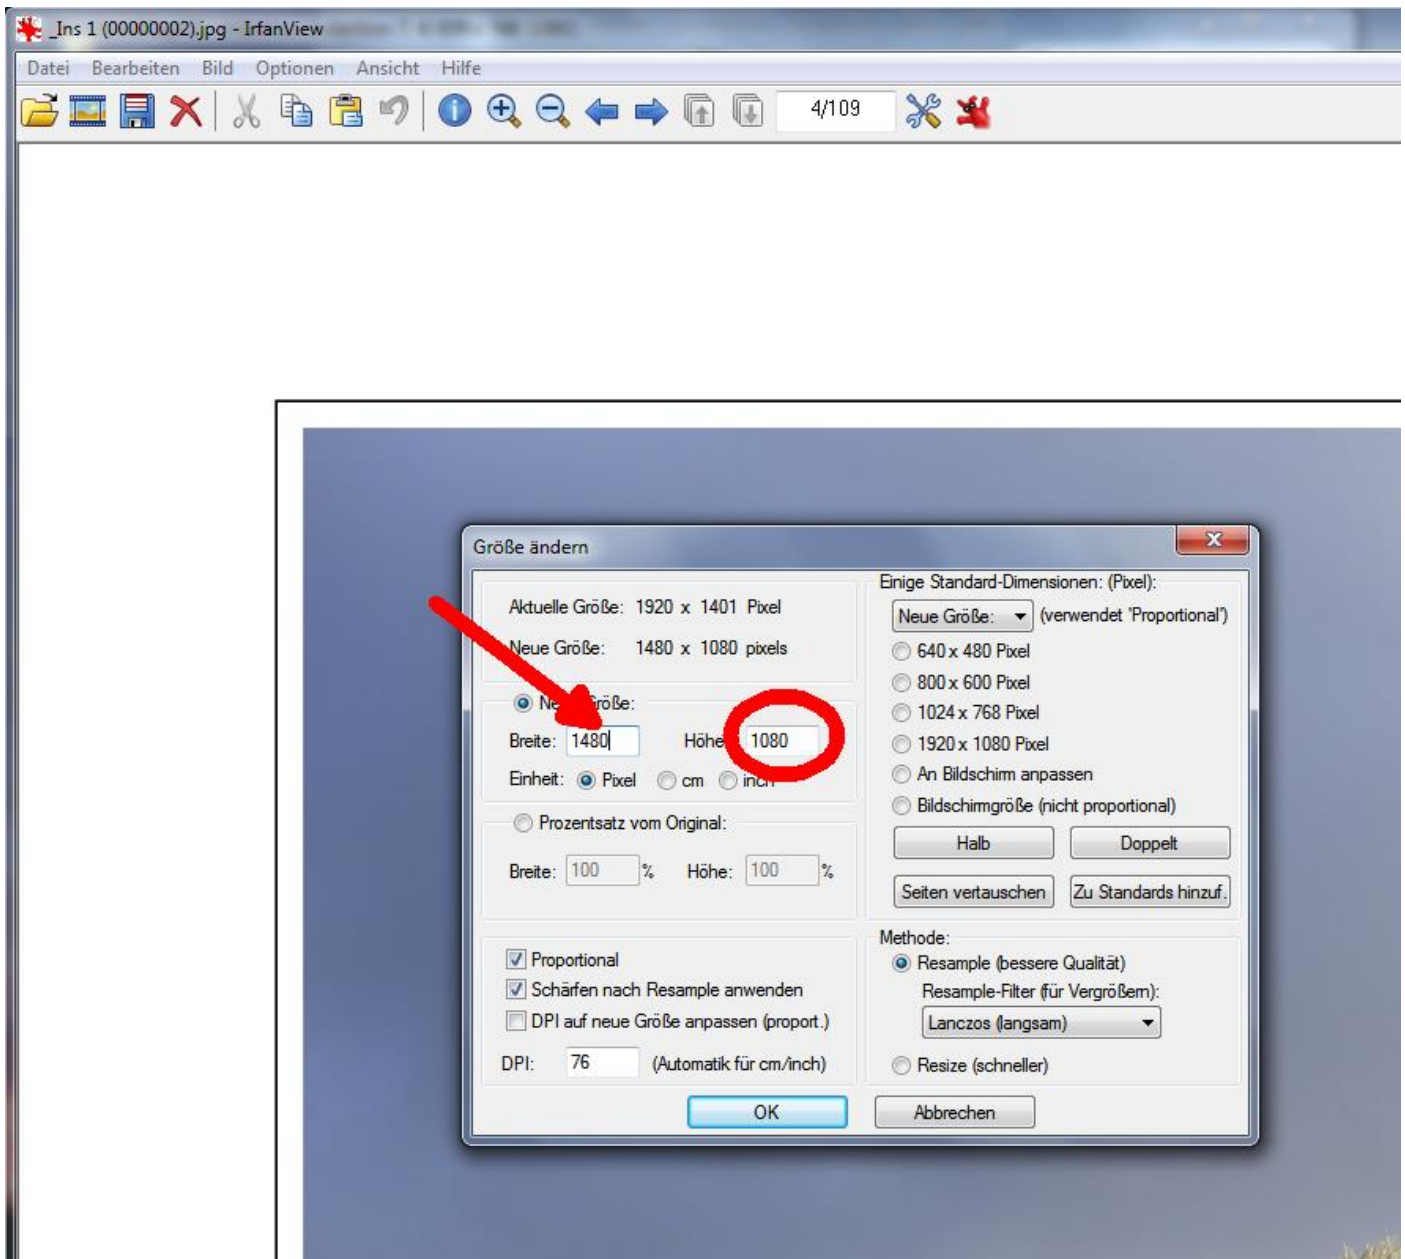 _Ins 1 (00000002).jpg - IrfanView
Datei Bearbeiten Bild Optionen Ansicht Hilfe
4/109
Größe ändern
Aktuelle Größe: 1920 x 1401 Pixel
Neue Größe: 1480 x 1080 pixels
Größe:
Breite: 1480 Höhe 1080
Einheit: Pixel cm inch
Prozentsatz vom Original:
Breite: 100 % Höhe: 100 %
Proportional
Schärfen nach Resample anwenden
DPI auf neue Größe anpassen (proport.)
DPI: 76 (Automatik für cm/inch)
Einige Standard-Dimensionen: (Pixel):
Neue Größe: (verwendet 'Proportional')
640 x 480 Pixel
800 x 600 Pixel
1024 x 768 Pixel
1920 x 1080 Pixel
An Bildschirm anpassen
Bildschirmgröße (nicht proportional)
Halb Doppelt
Seiten vertauschen Zu Standards hinzuf.
Methode:
Resample (bessere Qualität)
Resample-Filter (für Vergrößern):
Lanczos (langsam)
Resize (schneller)
OK Abbrechen